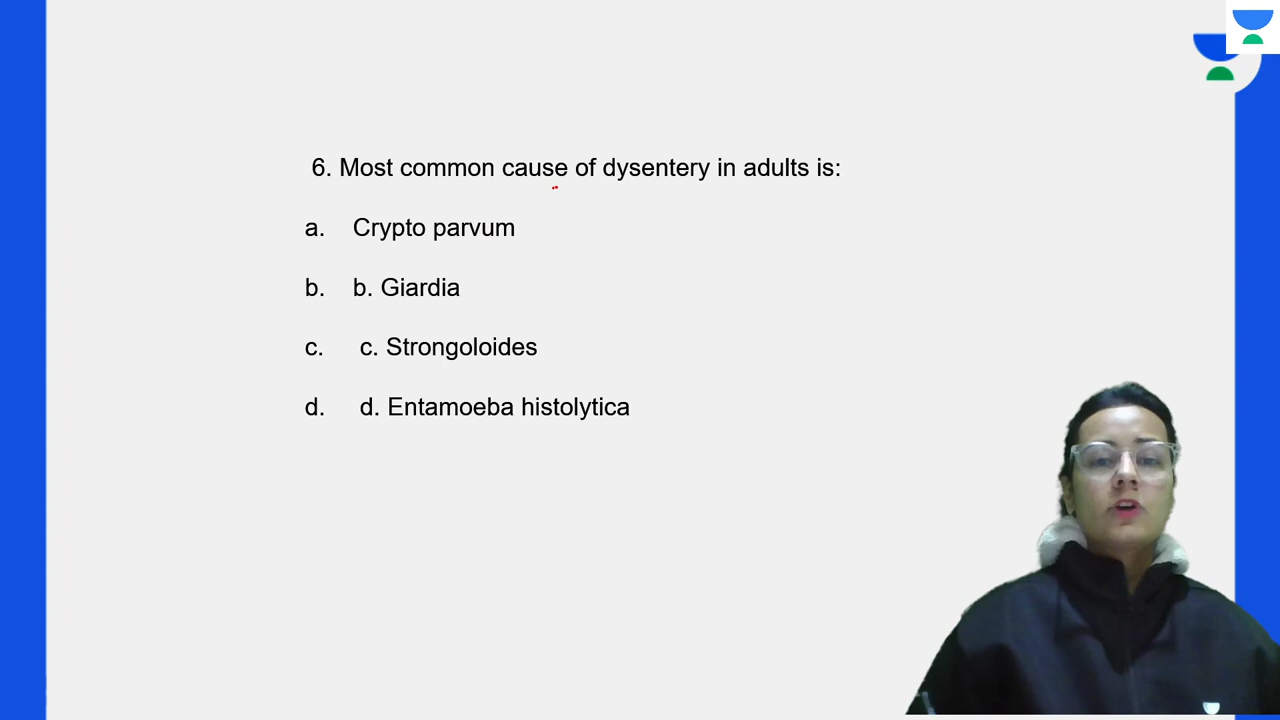 6. Most common cause of dysentery in adults is:
a. Crypto parvum
b. b. Giardia
c. c. Strongoloides
d. d. Entamoeba histolytica